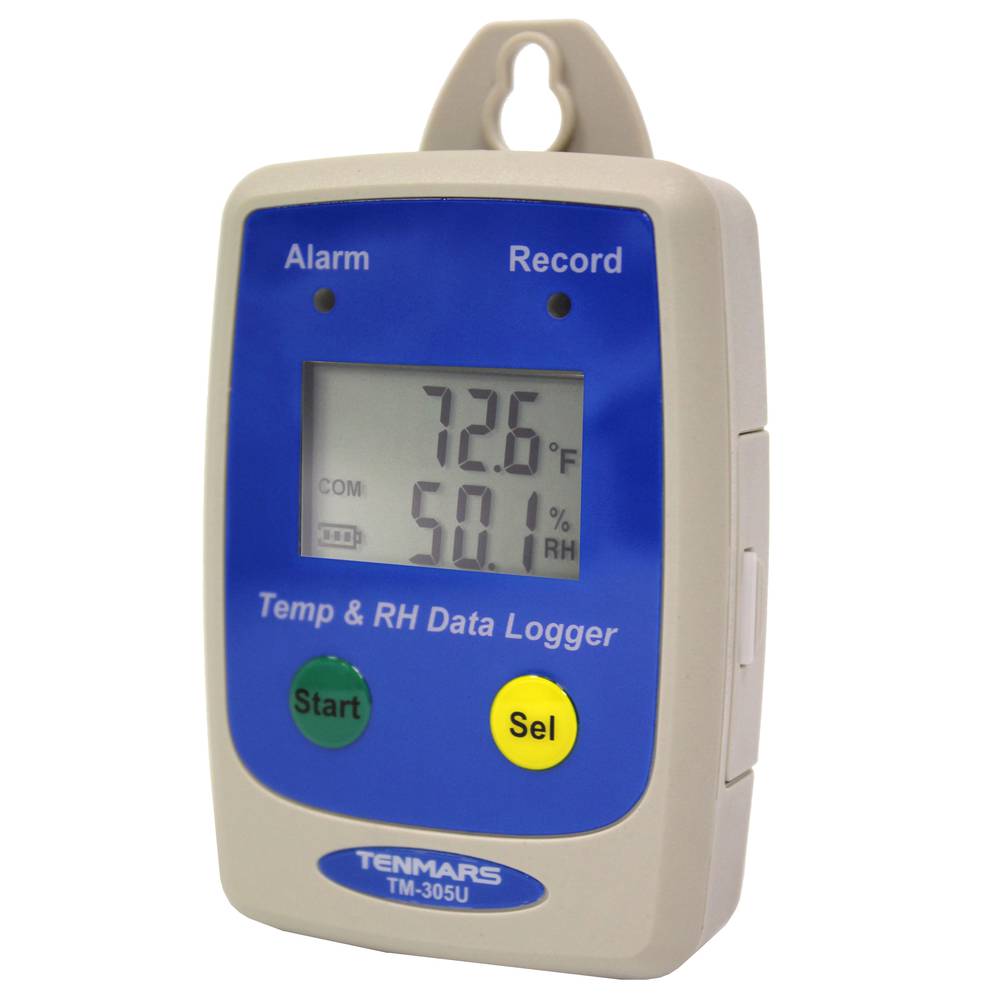 Alarm Record
72.6 °F
COM
50.1 % RH
Temp & RH Data Logger
Start Sel
TENMARS
TM-305U